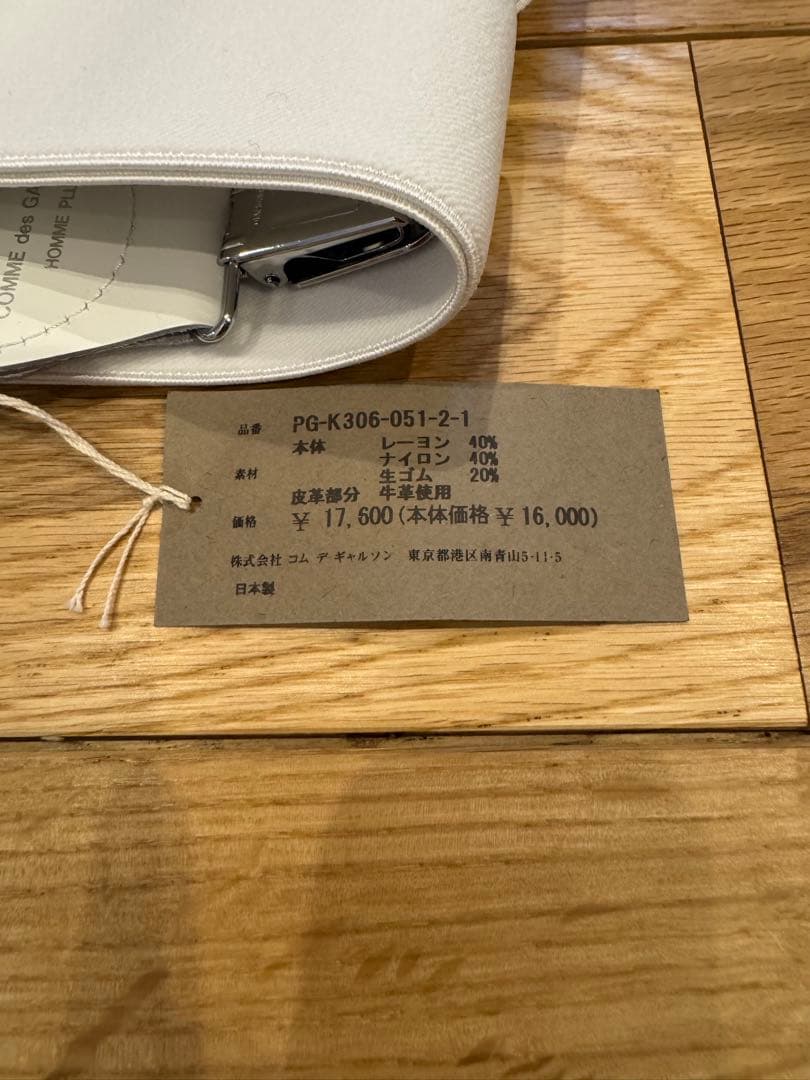 COMME des GA
HOMME PLU
品番 PG-K306-051-2-1
本体 レーヨン 40%
ナイロン 40%
素材 生ゴム 20%
皮革部分 牛革使用
価格 ¥ 17,600(本体価格¥16,000)
株式会社 コム デ ギャルソン 東京都港区南青山5-11-5
日本製